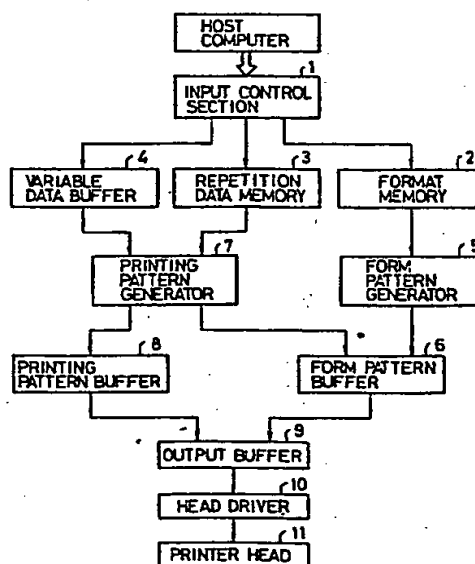 HOST
COMPUTER
1
INPUT CONTROL
SECTION
4
VARIABLE
DATA BUFFER
3
REPETITION
DATA MEMORY
2
FORMAT
MEMORY
7
PRINTING
PATTERN
GENERATOR
5
FORM
PATTERN
GENERATOR
8
PRINTING
PATTERN BUFFER
6
FORM PATTERN
BUFFER
9
OUTPUT BUFFER
10
HEAD DRIVER
11
PRINTER HEAD